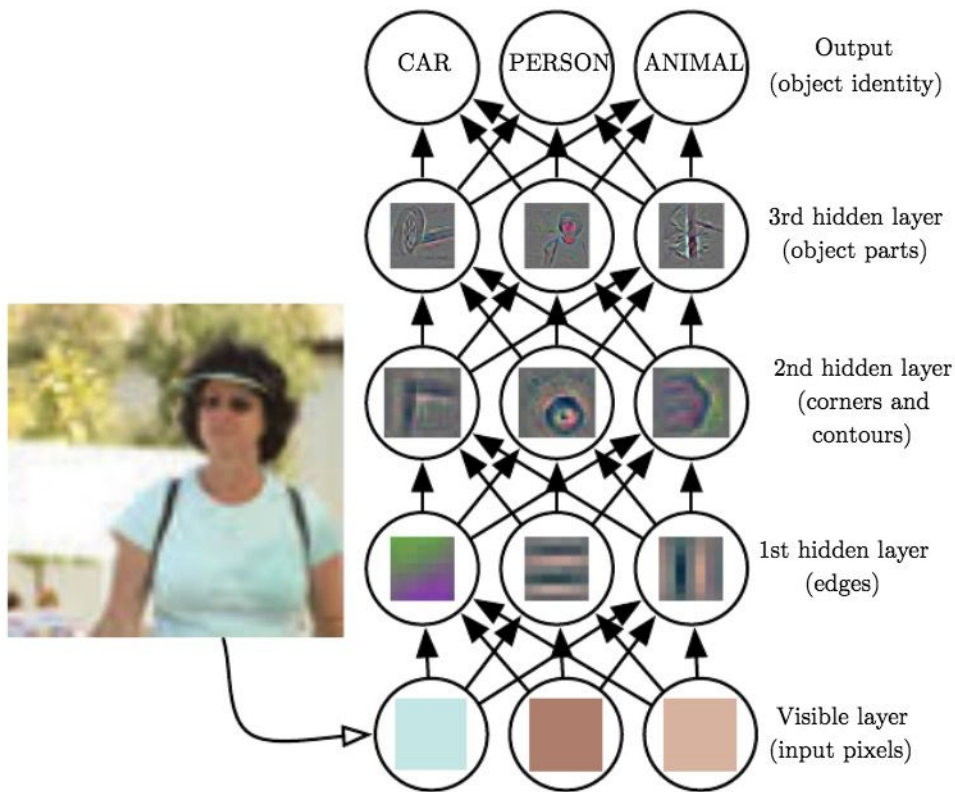 CAR
PERSON
ANIMAL
Output
(object identity)
3rd hidden layer
(object parts)
2nd hidden layer
(corners and
contours)
1st hidden layer
(edges)
Visible layer
(input pixels)